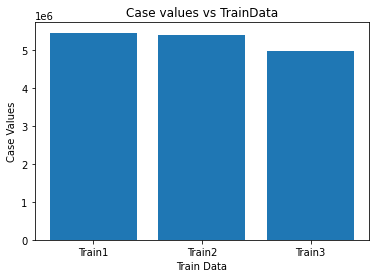 Case values vs TrainData
1e6
5
4
3
2
1
0
Case Values
Train1 Train2 Train3
Train Data